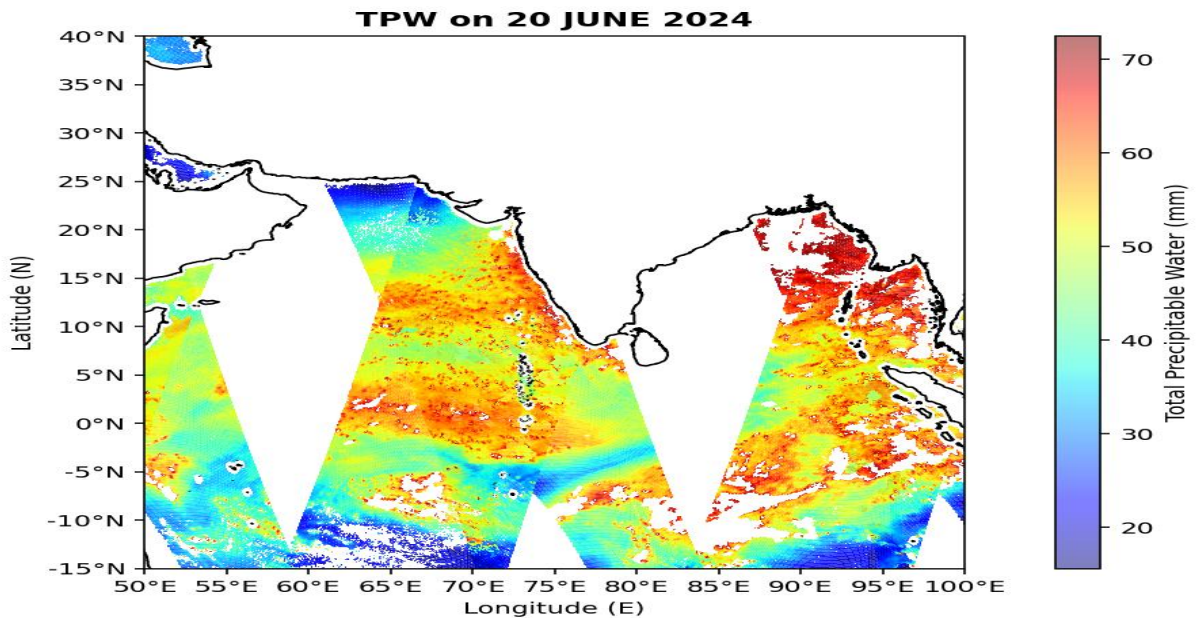 TPW on 20 JUNE 2024
40°N
35°N
30°N
25°N
20°N
15°N
10°N
5°N
0°N
-5°N
-10°N
-15°N
50°E 55°E 60°E 65°E 70°E 75°E 80°E 85°E 90°E 95°E 100°E
Longitude (E)
Latitude (N)
70
60
50
40
30
20
Total Precipitable Water (mm)